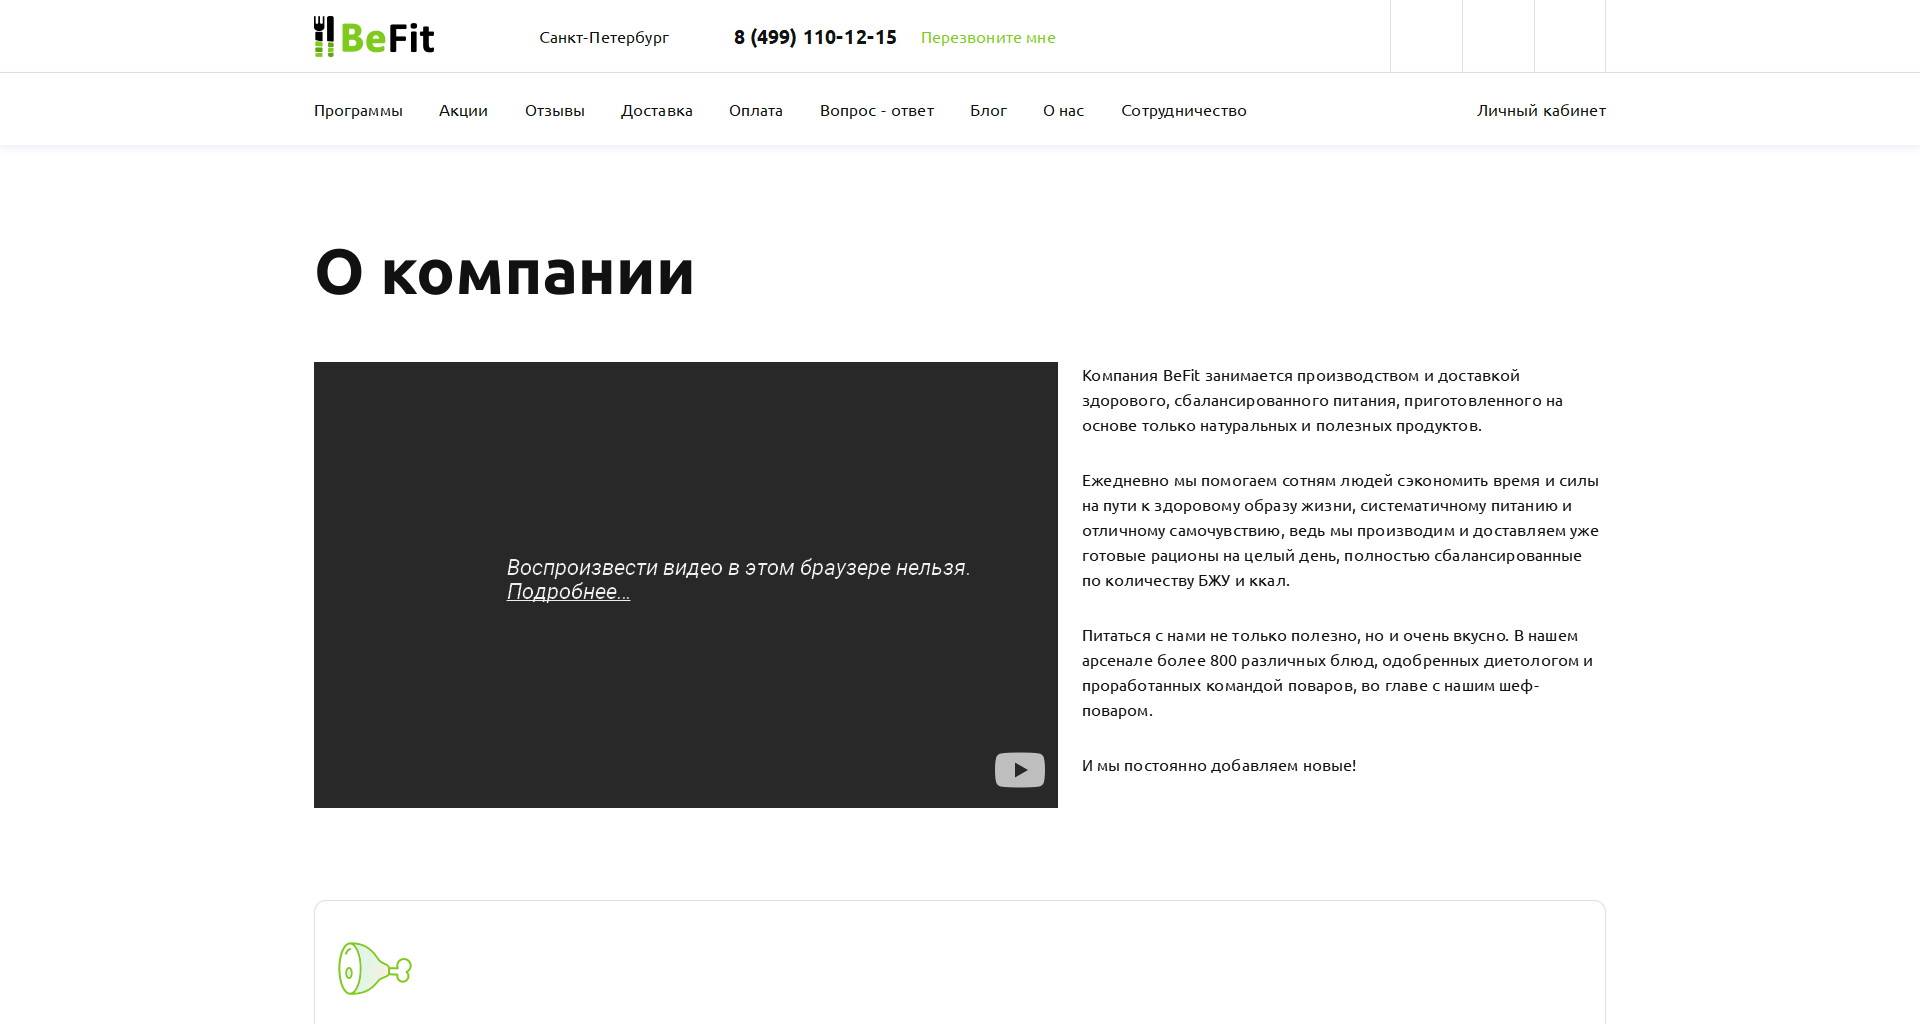 BeFit
Санкт-Петербург
8 (499) 110-12-15
Перезвоните мне
Программы
Акции
Отзывы
Доставка
Оплата
Вопрос - ответ
Блог
О нас
Сотрудничество
Личный кабинет
О компании
Воспроизвести видео в этом браузере нельзя.
Подробнее...
Компания BeFit занимается производством и доставкой
здорового, сбалансированного питания, приготовленного на
основе только натуральных и полезных продуктов.
Ежедневно мы помогаем сотням людей сэкономить время и силы
на пути к здоровому образу жизни, систематичному питанию и
отличному самочувствию, ведь мы производим и доставляем уже
готовые рационы на целый день, полностью сбалансированные
по количеству БЖУ и ккал.
Питаться с нами не только полезно, но и очень вкусно. В нашем
арсенале более 800 различных блюд, одобренных диетологом и
проработанных командой поваров, во главе с нашим шеф-
поваром.
И мы постоянно добавляем новые!